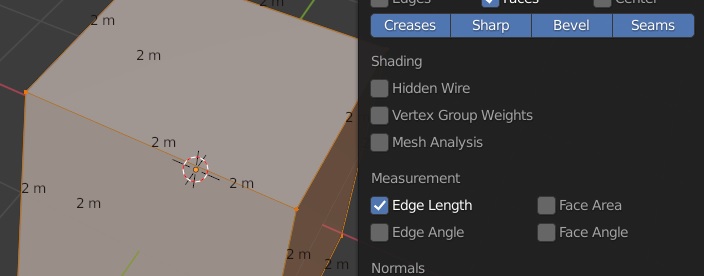 2 m
2 m
2 m
2 m
2 m
2 m
2 m
2 m
2 m
2
Edges Faces Center
Creases Sharp Bevel Seams
Shading
Hidden Wire
Vertex Group Weights
Mesh Analysis
Measurement
Edge Length Face Area
Edge Angle Face Angle
Normals